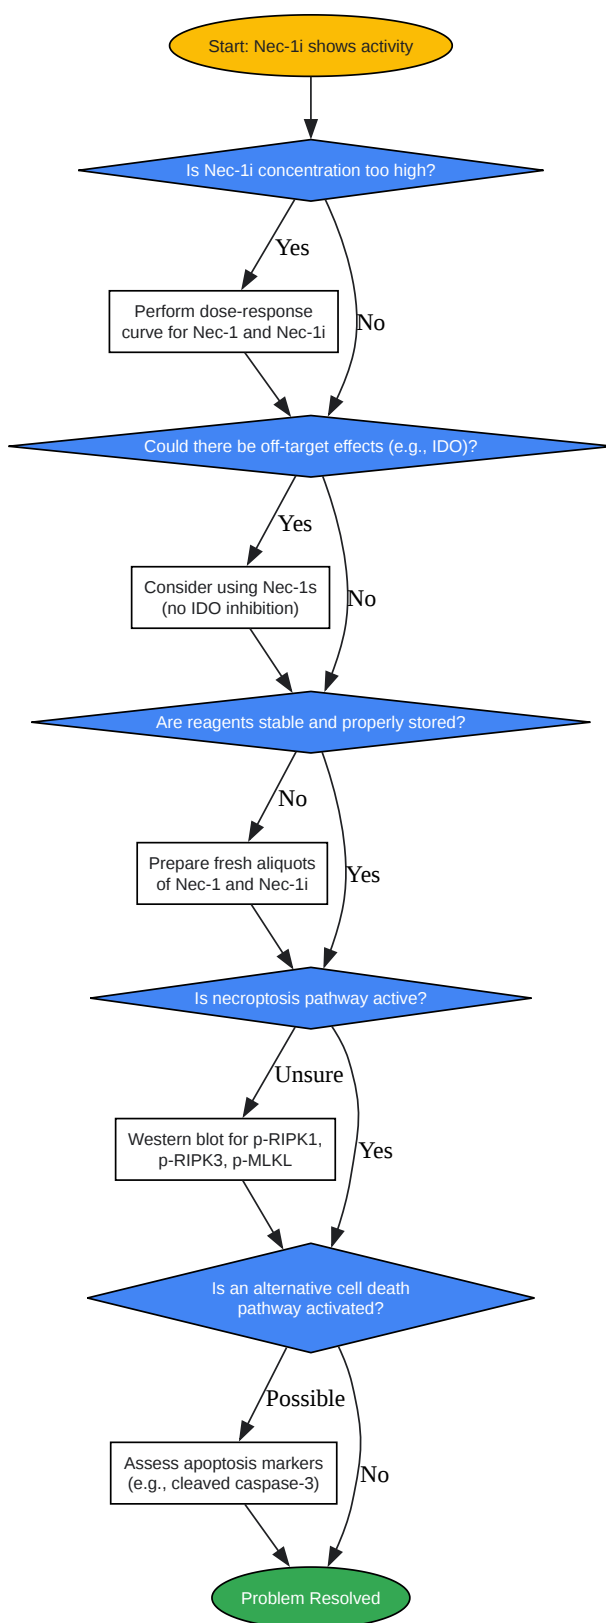 Start: Nec-1i shows activity
Is Nec-1i concentration too high?
Yes
Perform dose-response
curve for Nec-1 and Nec-1i
No
Could there be off-target effects (e.g., IDO)?
Yes
Consider using Nec-1s
(no IDO inhibition)
No
Are reagents stable and properly stored?
No
Prepare fresh aliquots
of Nec-1 and Nec-1i
Yes
Is necroptosis pathway active?
Unsure
Western blot for p-RIPK1,
p-RIPK3, p-MLKL
Yes
Is an alternative cell death
pathway activated?
Possible
Assess apoptosis markers
(e.g., cleaved caspase-3)
No
Problem Resolved